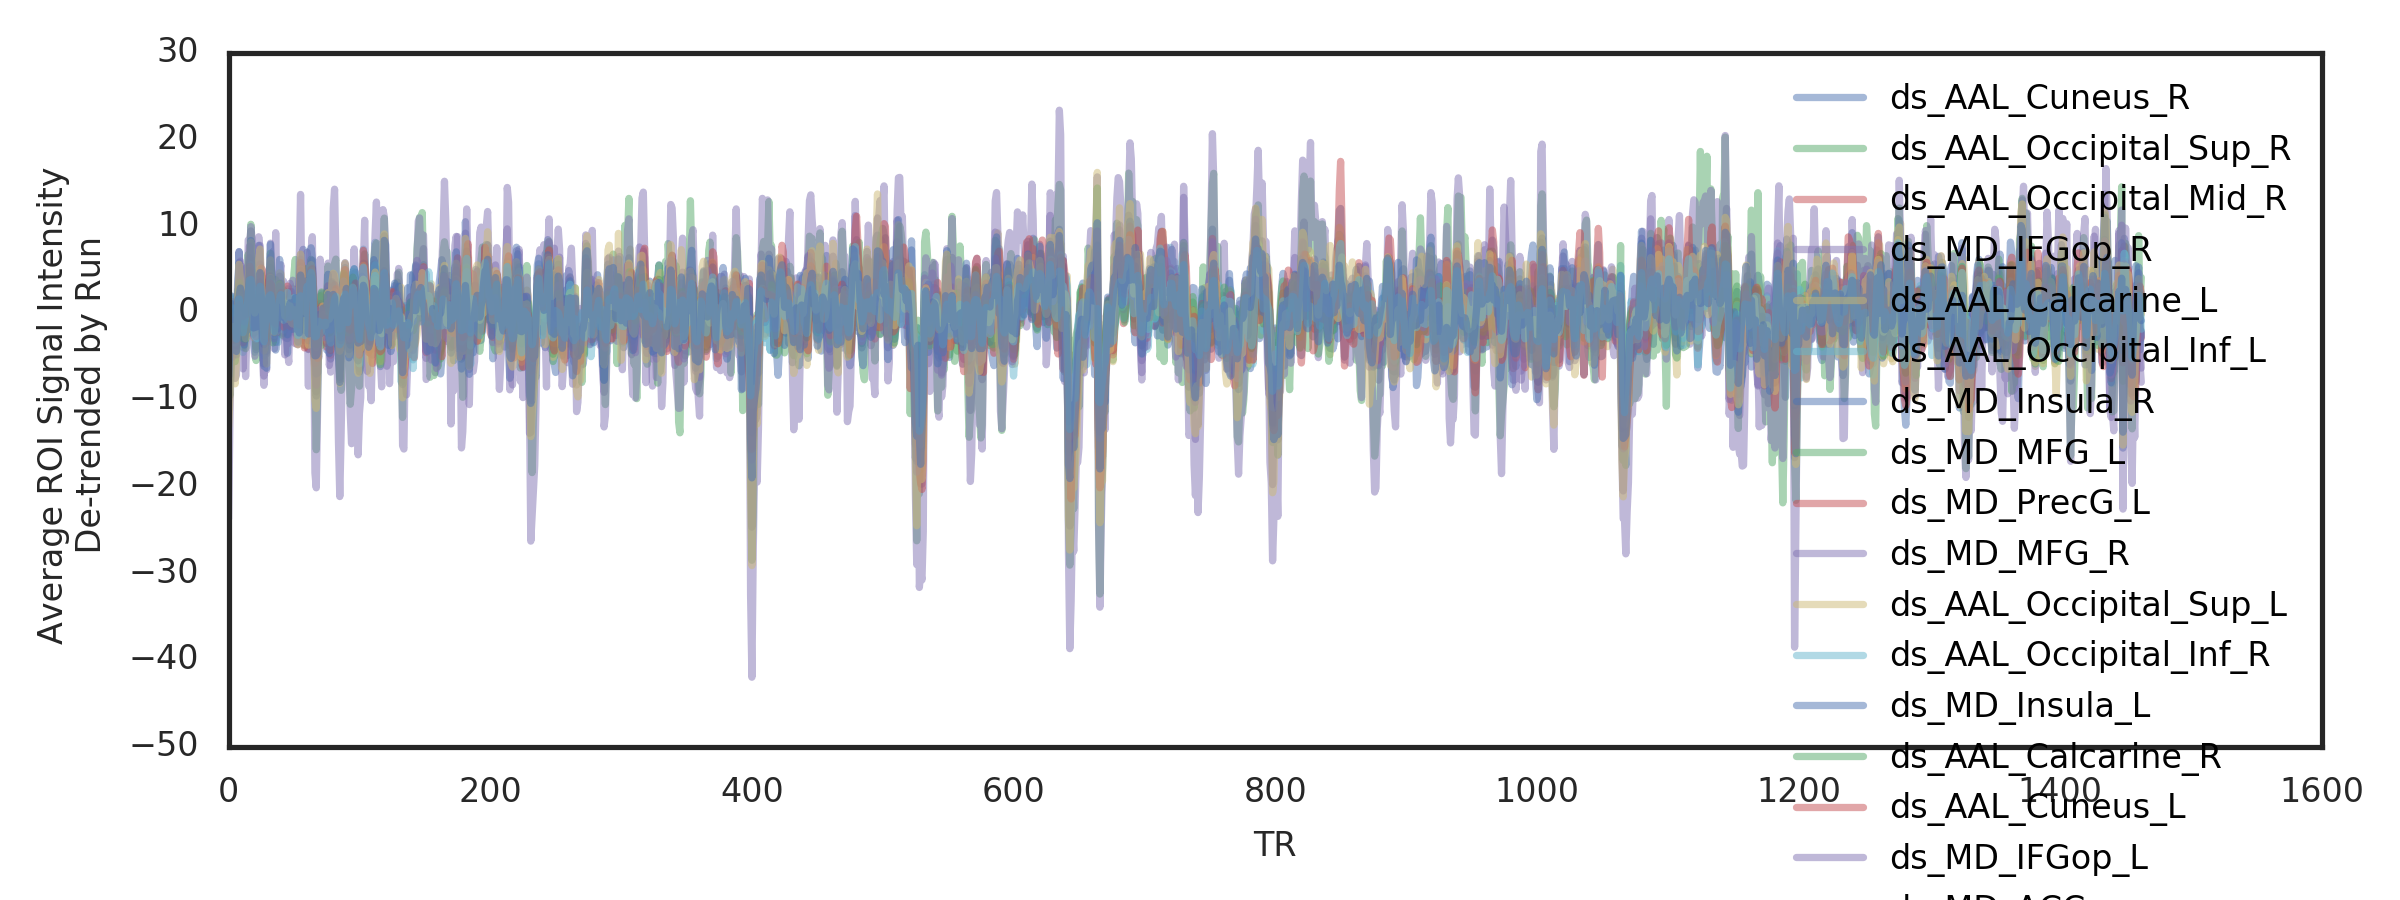 Average ROI Signal Intensity
De-trended by Run
30
20
10
0
−10
−20
−30
−40
−50
0
200
400
600
800
1000
1200
1400
1600
TR
ds_AAL_Cuneus_R
ds_AAL_Occipital_Sup_R
ds_AAL_Occipital_Mid_R
ds_MD_IFGop_R
ds_AAL_Calcarine_L
ds_AAL_Occipital_Inf_L
ds_MD_Insula_R
ds_MD_MFG_L
ds_MD_PrecG_L
ds_MD_MFG_R
ds_AAL_Occipital_Sup_L
ds_AAL_Occipital_Inf_R
ds_MD_Insula_L
ds_AAL_Calcarine_R
ds_AAL_Cuneus_L
ds_MD_IFGop_L